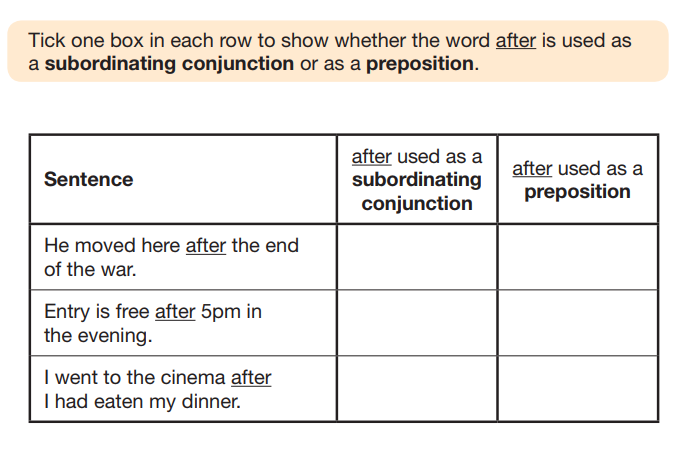 Tick one box in each row to show whether the word after is used as
a subordinating conjunction or as a preposition.
Sentence
after used as a
subordinating
conjunction
after used as a
preposition
He moved here after the end
of the war.
Entry is free after 5pm in
the evening.
I went to the cinema after
I had eaten my dinner.